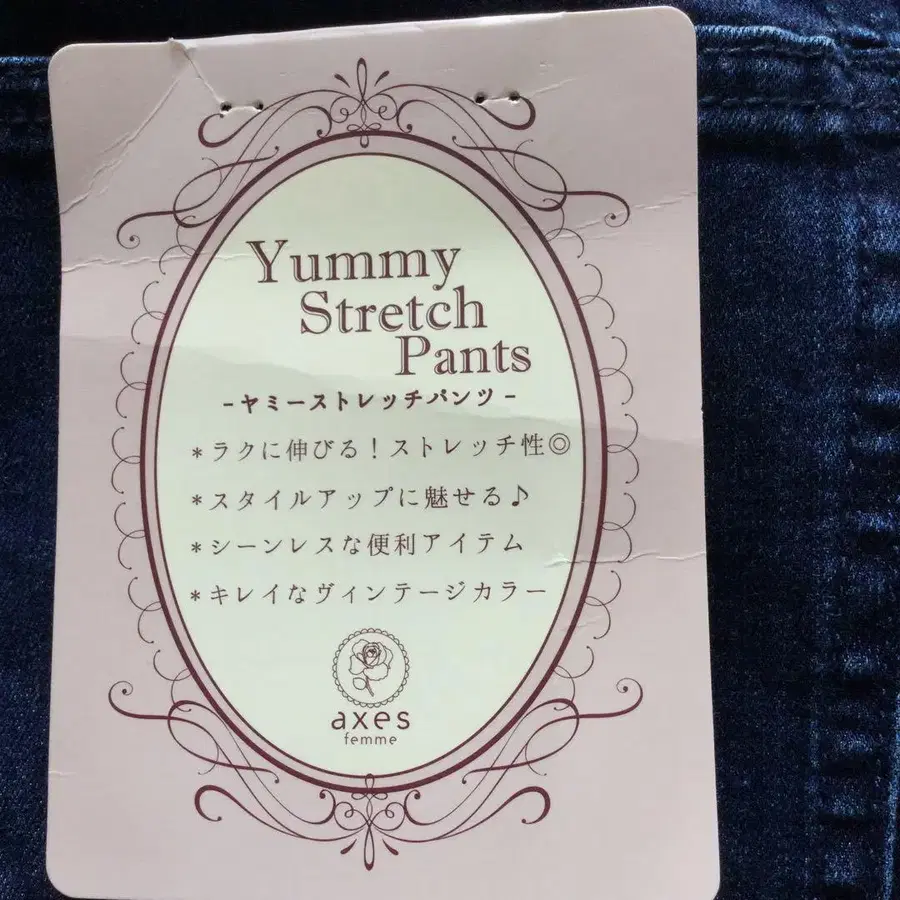 Yummy
Stretch
Pants
-ヤミーストレッチパンツ-
*ラクに伸びる！ストレッチ性◎
*スタイルアップに魅せる♪
*シーンレスな便利アイテム
*キレイなヴィンテージカラー
axes
femme